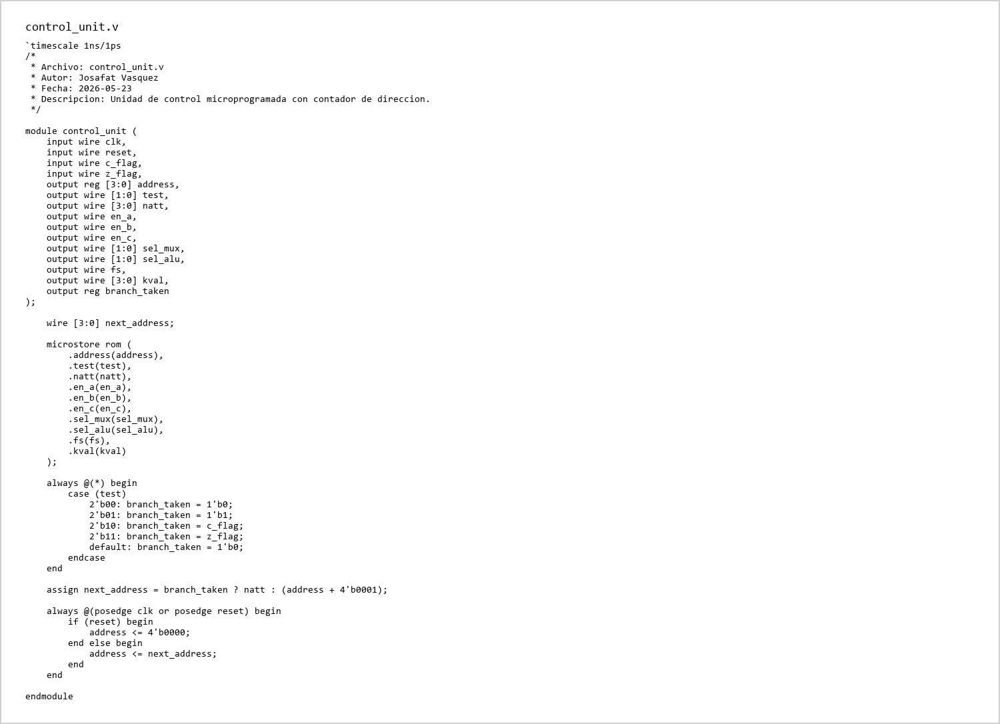 control_unit.v
`timescale 1ns/1ps
/*
 * Archivo: control_unit.v
 * Autor: Josafat Vasquez
 * Fecha: 2026-05-23
 * Descripcion: Unidad de control microprogramada con contador de direccion.
 */
module control_unit (
    input wire clk,
    input wire reset,
    input wire c_flag,
    input wire z_flag,
    output reg [3:0] address,
    output wire [1:0] test,
    output wire [3:0] natt,
    output wire en_a,
    output wire en_b,
    output wire en_c,
    output wire [1:0] sel_mux,
    output wire [1:0] sel_alu,
    output wire fs,
    output wire [3:0] kval,
    output reg branch_taken
);
    wire [3:0] next_address;
    microstore rom (
        .address(address),
        .test(test),
        .natt(natt),
        .en_a(en_a),
        .en_b(en_b),
        .en_c(en_c),
        .sel_mux(sel_mux),
        .sel_alu(sel_alu),
        .fs(fs),
        .kval(kval)
    );
    always @(*) begin
        case (test)
            2'b00: branch_taken = 1'b0;
            2'b01: branch_taken = 1'b1;
            2'b10: branch_taken = c_flag;
            2'b11: branch_taken = z_flag;
            default: branch_taken = 1'b0;
        endcase
    end
    assign next_address = branch_taken ? natt : (address + 4'b0001);
    always @(posedge clk or posedge reset) begin
        if (reset) begin
            address <= 4'b0000;
        end else begin
            address <= next_address;
        end
    end
endmodule